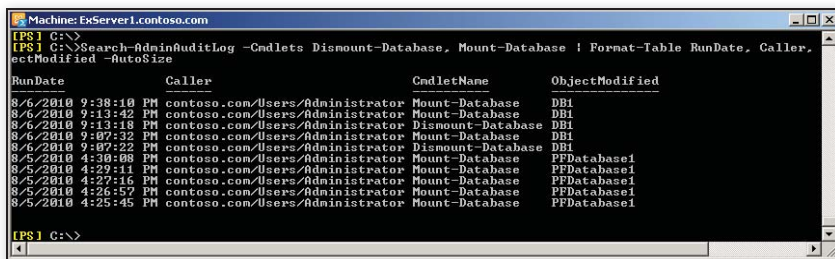 Machine: ExServer1.contoso.com
[PS] C:\>
[PS] C:\>Search-AdminAuditLog -Cmdlets Dismount-Database, Mount-Database | Format-Table RunDate, Caller,
ectModified -AutoSize
RunDate Caller CmdletName ObjectModified
------- ------ ---------- --------------
8/6/2010 9:38:10 PM contoso.com/Users/Administrator Mount-Database DB1
8/6/2010 9:13:42 PM contoso.com/Users/Administrator Mount-Database DB1
8/6/2010 9:13:18 PM contoso.com/Users/Administrator Dismount-Database DB1
8/6/2010 9:07:32 PM contoso.com/Users/Administrator Mount-Database DB1
8/6/2010 9:07:22 PM contoso.com/Users/Administrator Dismount-Database DB1
8/5/2010 4:30:08 PM contoso.com/Users/Administrator Mount-Database PFDatabase1
8/5/2010 4:29:11 PM contoso.com/Users/Administrator Mount-Database PFDatabase1
8/5/2010 4:27:16 PM contoso.com/Users/Administrator Mount-Database PFDatabase1
8/5/2010 4:26:57 PM contoso.com/Users/Administrator Mount-Database PFDatabase1
8/5/2010 4:25:45 PM contoso.com/Users/Administrator Mount-Database PFDatabase1
[PS] C:\>